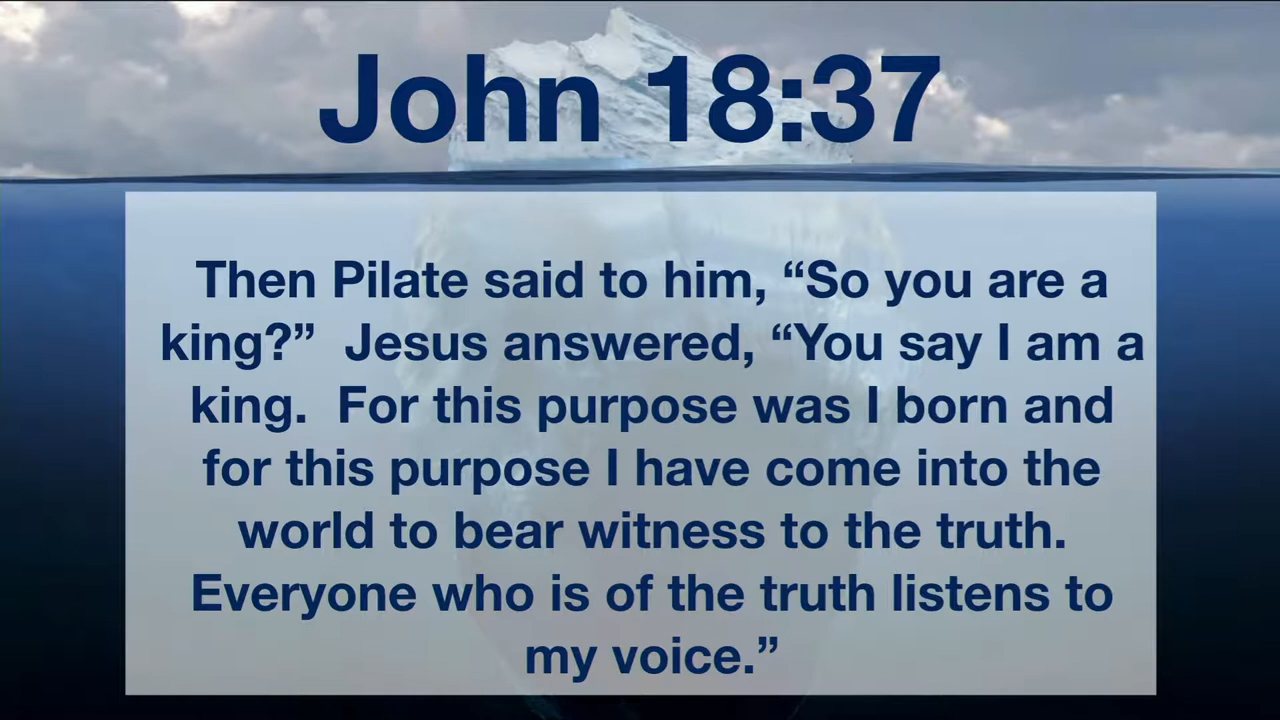 John 18:37
Then Pilate said to him, “So you are a
king?”  Jesus answered, “You say I am a
king.  For this purpose was I born and
for this purpose I have come into the
world to bear witness to the truth.
Everyone who is of the truth listens to
my voice.”